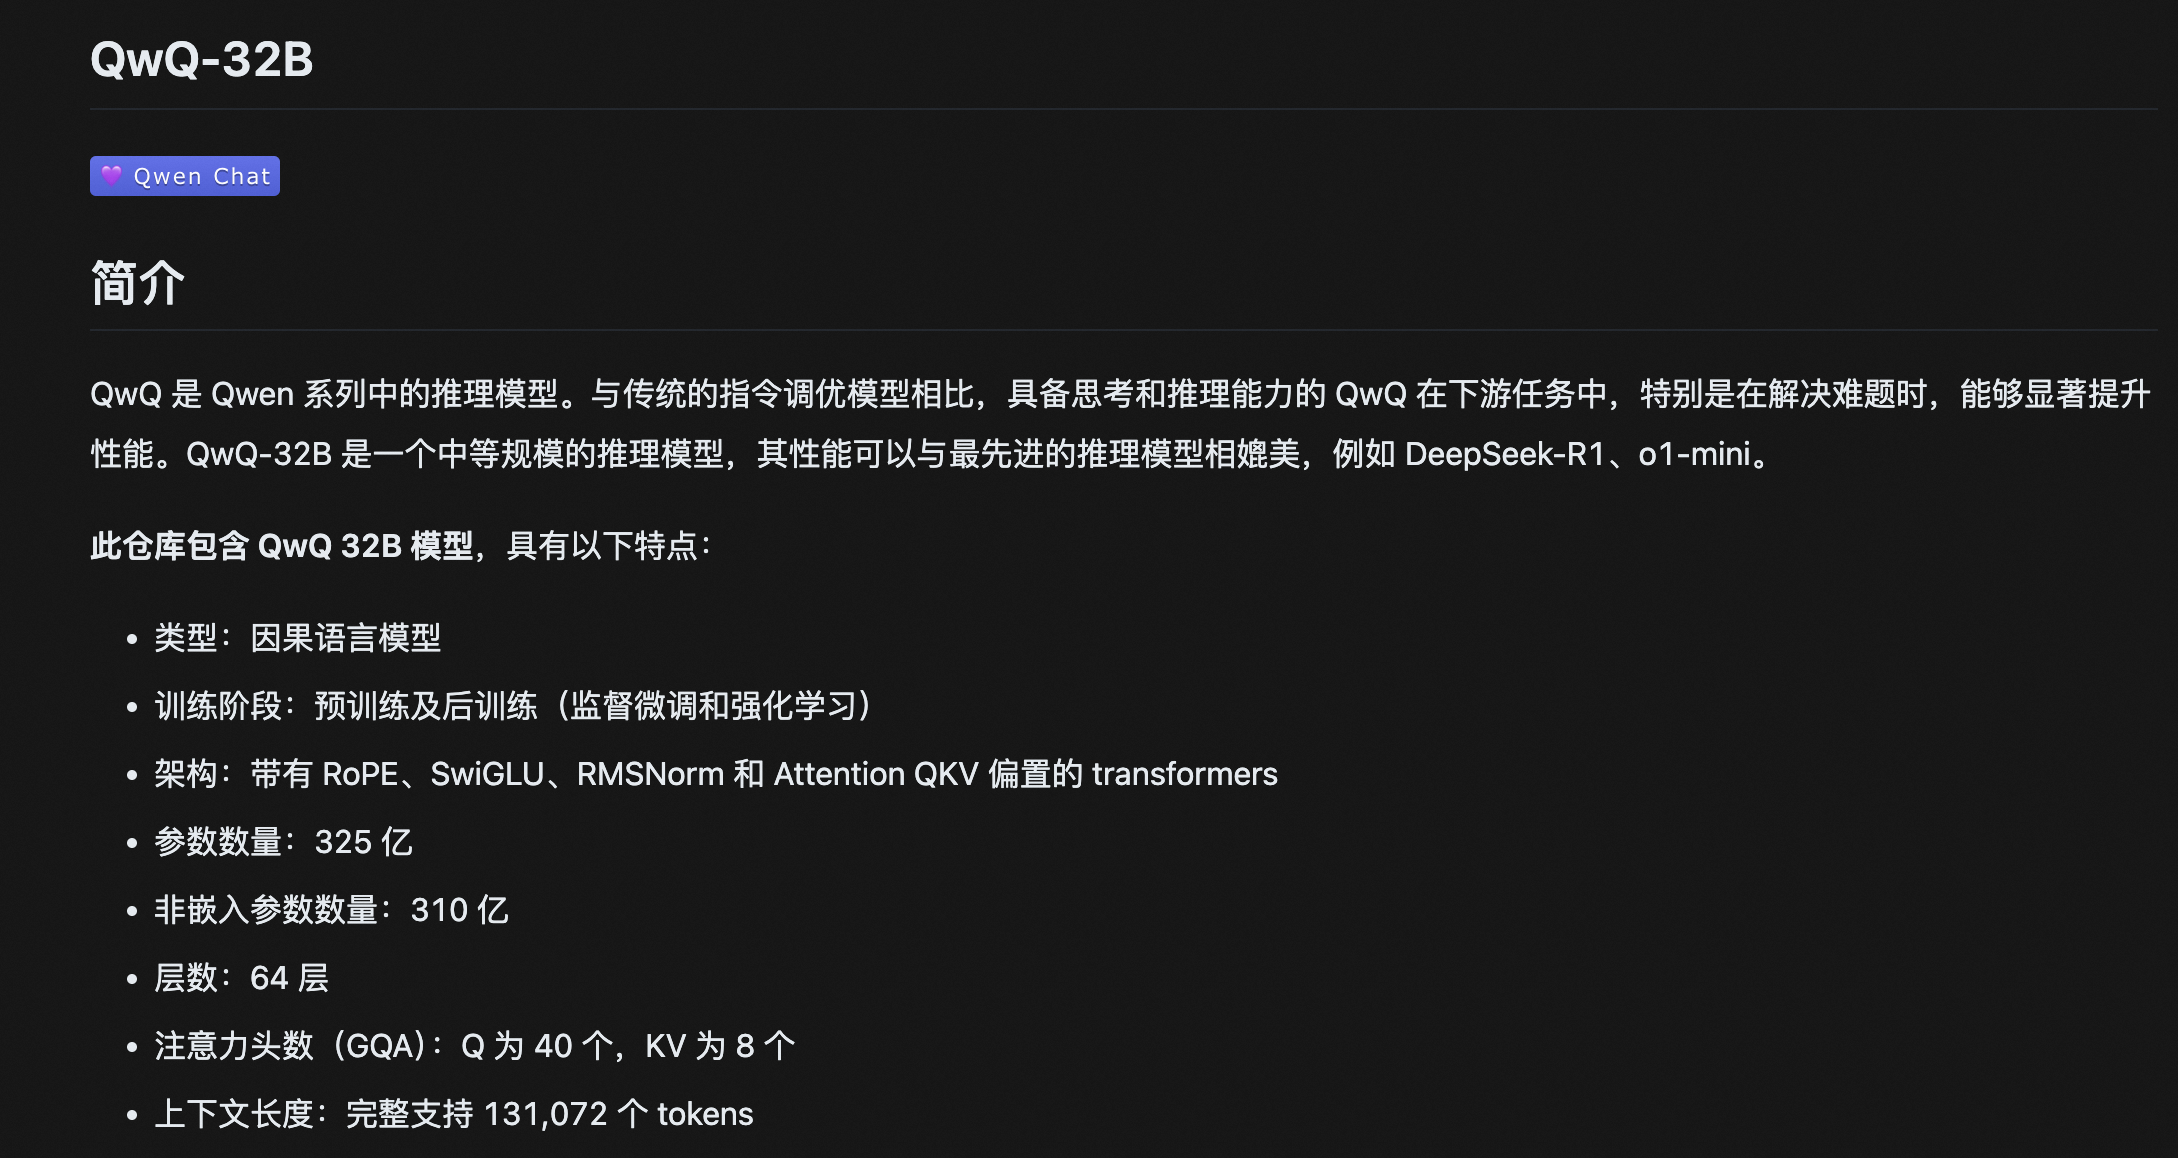 QwQ-32B
💜 Qwen Chat
简介
QwQ 是 Qwen 系列中的推理模型。与传统的指令调优模型相比，具备思考和推理能力的 QwQ 在下游任务中，特别是在解决难题时，能够显著提升
性能。QwQ-32B 是一个中等规模的推理模型，其性能可以与最先进的推理模型相媲美，例如 DeepSeek-R1、o1-mini。
此仓库包含 QwQ 32B 模型，具有以下特点：
• 类型：因果语言模型
• 训练阶段：预训练及后训练（监督微调和强化学习）
• 架构：带有 RoPE、SwiGLU、RMSNorm 和 Attention QKV 偏置的 transformers
• 参数数量：325 亿
• 非嵌入参数数量：310 亿
• 层数：64 层
• 注意力头数（GQA）：Q 为 40 个，KV 为 8 个
• 上下文长度：完整支持 131,072 个 tokens